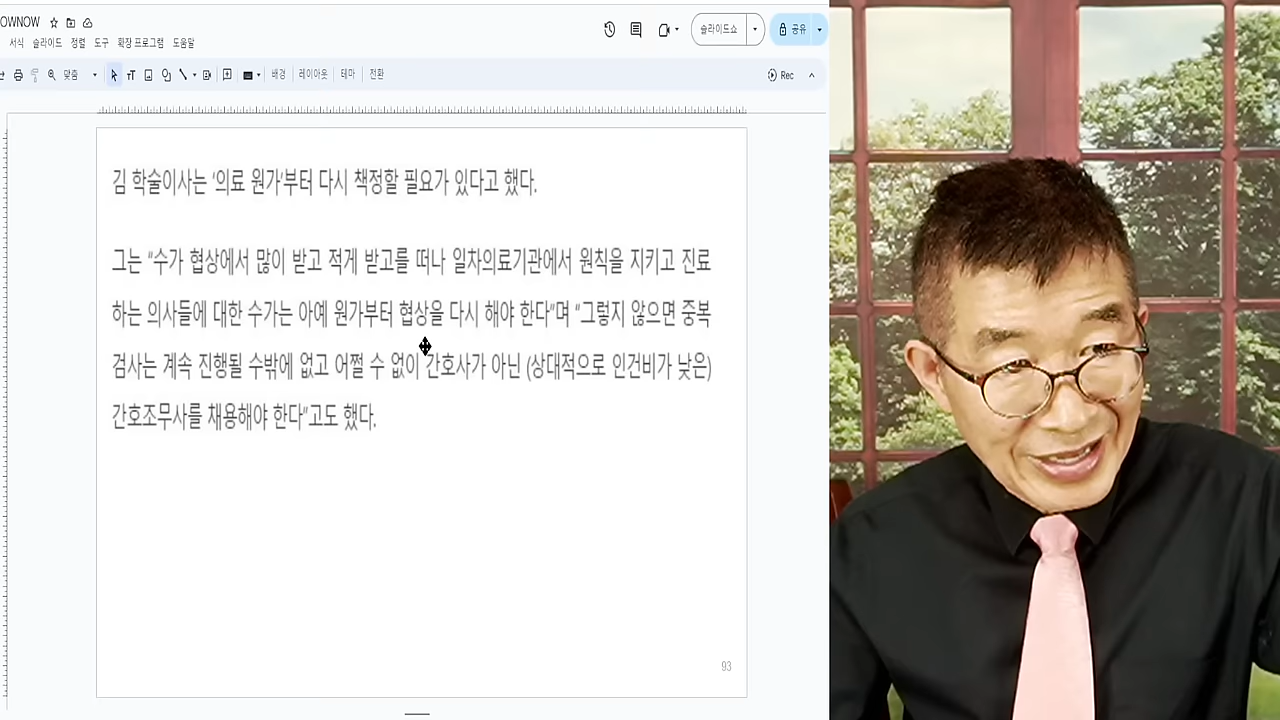 OWNOW
서식 슬라이드 정렬 도구 확장 프로그램 도움말
슬라이드쇼
공유
맞춤
배경 레이아웃 테마 전환
Rec
김 학술이사는 '의료 원가'부터 다시 책정할 필요가 있다고 했다.
그는 "수가 협상에서 많이 받고 적게 받고를 떠나 일차의료기관에서 원칙을 지키고 진료
하는 의사들에 대한 수가는 아예 원가부터 협상을 다시 해야 한다"며 "그렇지 않으면 중복
검사는 계속 진행될 수밖에 없고 어쩔 수 없이 간호사가 아닌 (상대적으로 인건비가 낮은)
간호조무사를 채용해야 한다"고도 했다.
93